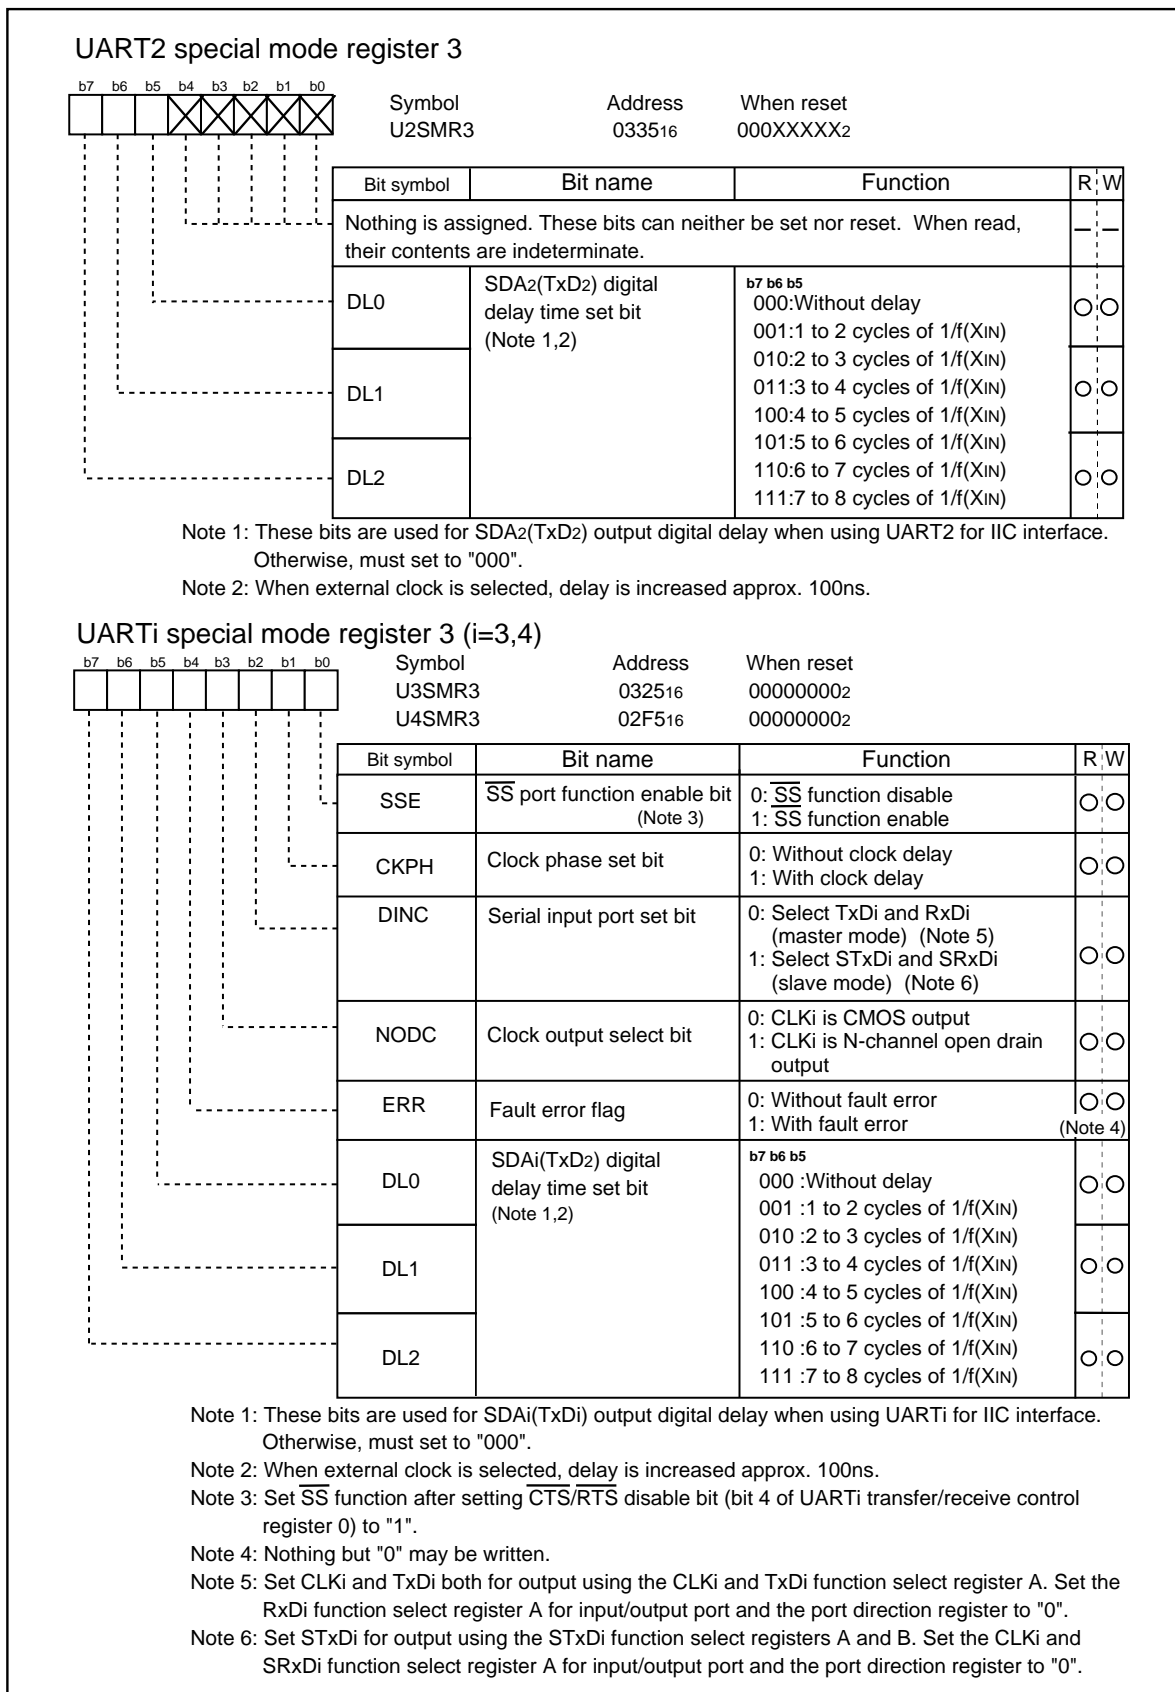 UART2 special mode register 3
b7 b6 b5 b4 b3 b2 b1 b0
Symbol Address When reset
U2SMR3 033516 000XXXXX2
Bit symbol Bit name Function R W
Nothing is assigned. These bits can neither be set nor reset. When read,
their contents are indeterminate.
– –
DL0
SDA2(TxD2) digital
delay time set bit
(Note 1,2)
b7 b6 b5
000:Without delay
001:1 to 2 cycles of 1/f(XIN)
010:2 to 3 cycles of 1/f(XIN)
DL1
011:3 to 4 cycles of 1/f(XIN)
100:4 to 5 cycles of 1/f(XIN)
101:5 to 6 cycles of 1/f(XIN)
DL2
110:6 to 7 cycles of 1/f(XIN)
111:7 to 8 cycles of 1/f(XIN)
Note 1: These bits are used for SDA2(TxD2) output digital delay when using UART2 for IIC interface.
Otherwise, must set to "000".
Note 2: When external clock is selected, delay is increased approx. 100ns.
UARTi special mode register 3 (i=3,4)
b7 b6 b5 b4 b3 b2 b1 b0
Symbol Address When reset
U3SMR3 032516 000000002
U4SMR3 02F516 000000002
Bit symbol Bit name Function R W
SSE
SS port function enable bit
(Note 3)
0: SS function disable
1: SS function enable
CKPH
Clock phase set bit
0: Without clock delay
1: With clock delay
DINC
Serial input port set bit
0: Select TxDi and RxDi
(master mode) (Note 5)
1: Select STxDi and SRxDi
(slave mode) (Note 6)
NODC
Clock output select bit
0: CLKi is CMOS output
1: CLKi is N-channel open drain
output
ERR
Fault error flag
0: Without fault error
1: With fault error
(Note 4)
DL0
SDAi(TxD2) digital
delay time set bit
(Note 1,2)
b7 b6 b5
000 :Without delay
001 :1 to 2 cycles of 1/f(XIN)
010 :2 to 3 cycles of 1/f(XIN)
DL1
011 :3 to 4 cycles of 1/f(XIN)
100 :4 to 5 cycles of 1/f(XIN)
101 :5 to 6 cycles of 1/f(XIN)
DL2
110 :6 to 7 cycles of 1/f(XIN)
111 :7 to 8 cycles of 1/f(XIN)
Note 1: These bits are used for SDAi(TxDi) output digital delay when using UARTi for IIC interface.
Otherwise, must set to "000".
Note 2: When external clock is selected, delay is increased approx. 100ns.
Note 3: Set SS function after setting CTS/RTS disable bit (bit 4 of UARTi transfer/receive control
register 0) to "1".
Note 4: Nothing but "0" may be written.
Note 5: Set CLKi and TxDi both for output using the CLKi and TxDi function select register A. Set the
RxDi function select register A for input/output port and the port direction register to "0".
Note 6: Set STxDi for output using the STxDi function select registers A and B. Set the CLKi and
SRxDi function select register A for input/output port and the port direction register to "0".